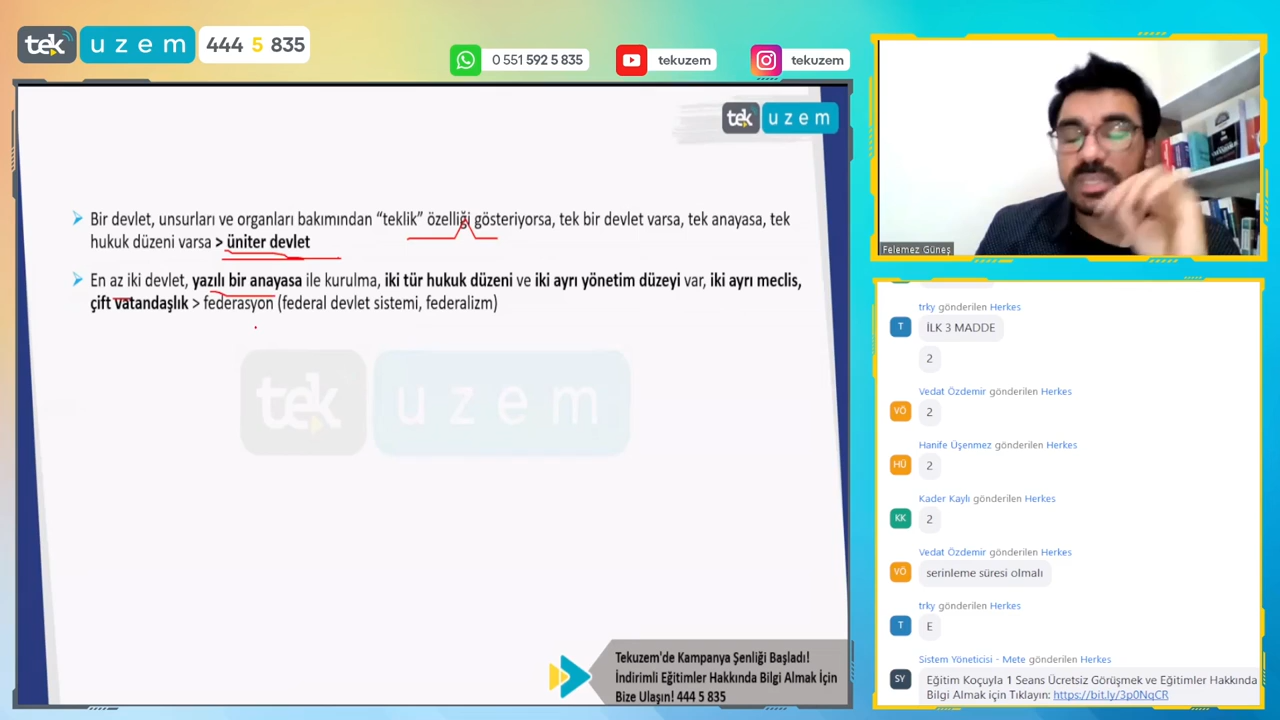 tek uzem 444 5 835
0 551 592 5 835
tekuzem
tekuzem
tek uzem
Bir devlet, unsurları ve organları bakımından “teklik” özelliği gösteriyorsa, tek bir devlet varsa, tek anayasa, tek
hukuk düzeni varsa > üniter devlet
En az iki devlet, yazılı bir anayasa ile kurulma, iki tür hukuk düzeni ve iki ayrı yönetim düzeyi var, iki ayrı meclis,
çift vatandaşlık > federasyon (federal devlet sistemi, federalizm)
tek uzem
Tekuzem'de Kampanya Şenliği Başladı!
İndirimli Eğitimler Hakkında Bilgi Almak İçin
Bize Ulaşın! 444 5 835
Felemez Güneş
trky gönderilen Herkes
T
İLK 3 MADDE
2
Vedat Özdemir gönderilen Herkes
VÖ
2
Hanife Üşenmez gönderilen Herkes
HÜ
2
Kader Kaylı gönderilen Herkes
KK
2
Vedat Özdemir gönderilen Herkes
VÖ
serinleme süresi olmalı
trky gönderilen Herkes
T
E
Sistem Yöneticisi - Mete gönderilen Herkes
SY
Eğitim Koçuyla 1 Seans Ücretsiz Görüşmek ve Eğitimler Hakkında
Bilgi Almak için Tıklayın: https://bit.ly/3p0NqCR